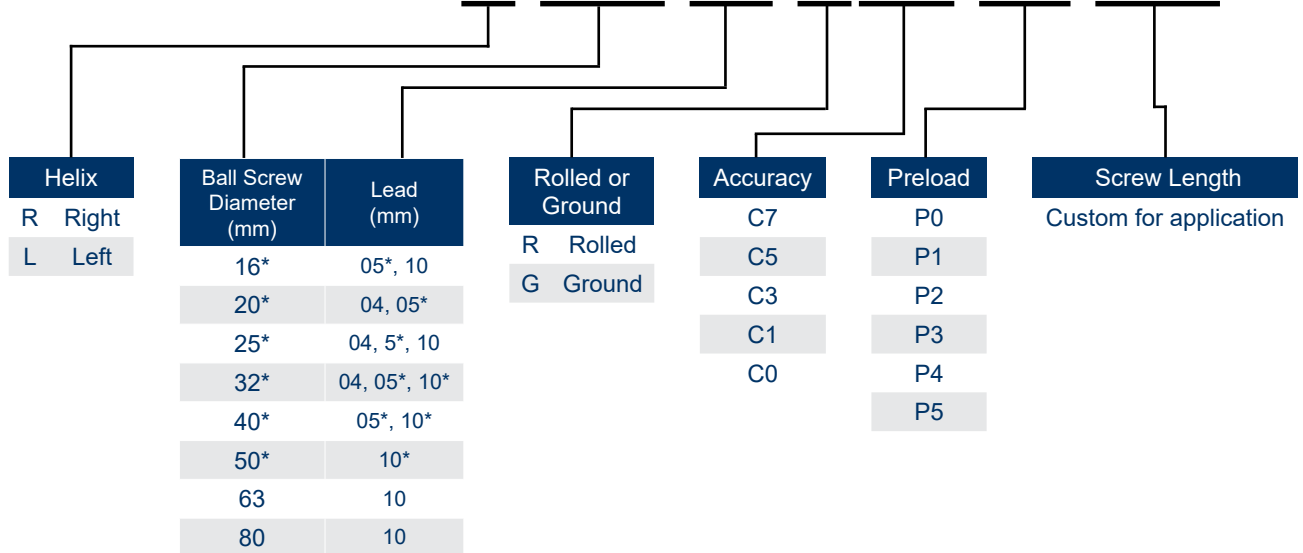 Helix
R Right
L Left
Ball Screw
Diameter
(mm)
Lead
(mm)
16* 05*, 10
20* 04, 05*
25* 04, 5*, 10
32* 04, 05*, 10*
40* 05*, 10*
50* 10*
63 10
80 10
Rolled or
Ground
R Rolled
G Ground
Accuracy
C7
C5
C3
C1
C0
Preload
P0
P1
P2
P3
P4
P5
Screw Length
Custom for application